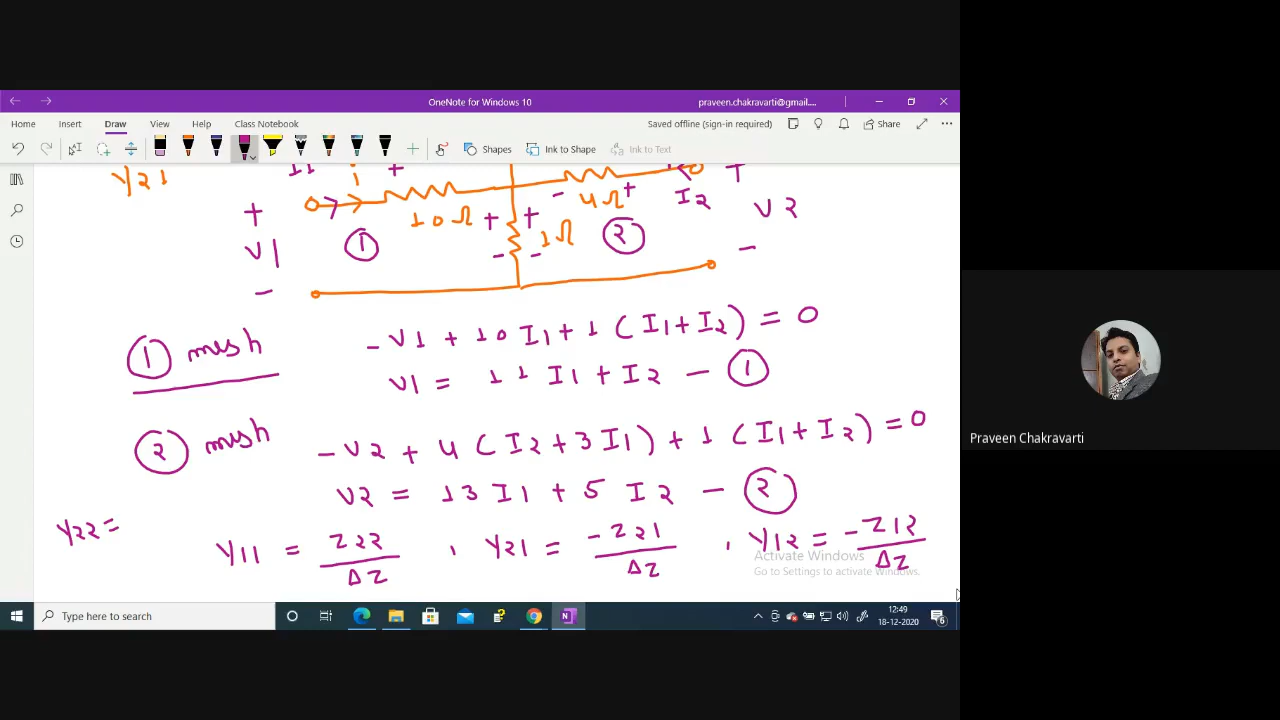 OneNote for Windows 10
praveen.chakravarti@gmail....
Home Insert Draw View Help Class Notebook
Saved offline (sign-in required) Share
Shapes Ink to Shape Ink to Text
Y21 I1 + I2 +
+ 10Ω + + 1Ω - 4Ω + V2
V1 1 - - 2 -
-
1 mesh -V1 + 10 I1 + 1 (I1 + I2) = 0
V1 = 11 I1 + I2 - 1
2 mesh -V2 + 4 (I2 + 3 I1) + 1 (I1 + I2) = 0
V2 = 13 I1 + 5 I2 - 2
Y22 =
Y11 = Z22 / ΔZ , Y21 = -Z21 / ΔZ , Y12 = -Z12 / ΔZ
Activate Windows
Go to Settings to activate Windows.
Type here to search
12:49
18-12-2020
6
Praveen Chakravarti